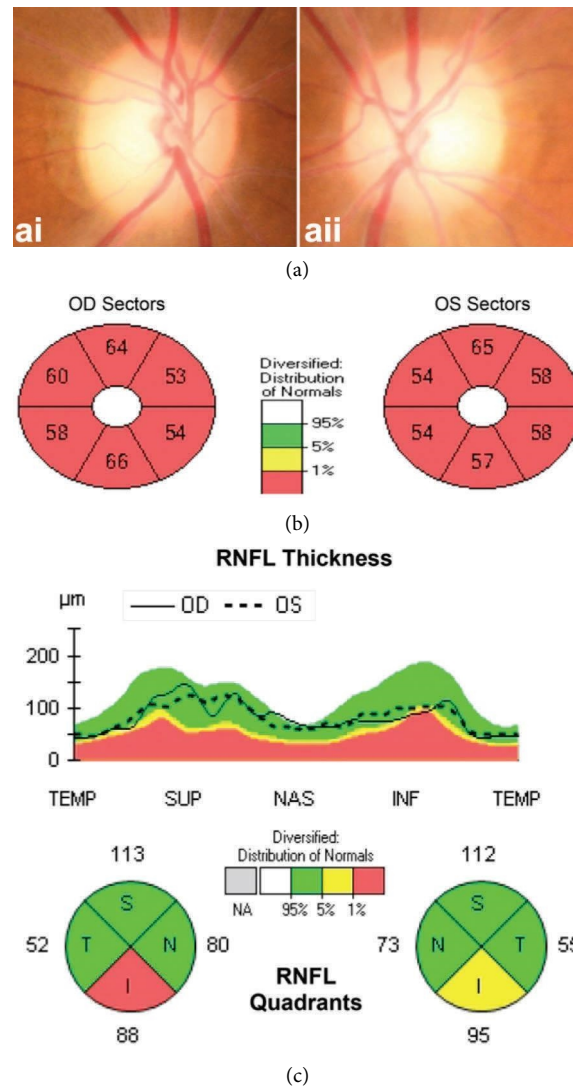 ai
aii
(a)
OD Sectors
OS Sectors
64
60
53
58
54
66
Diversified:
Distribution
of Normals
95%
5%
1%
65
54
58
54
58
57
(b)
RNFL Thickness
µm
OD
OS
200
100
0
TEMP
SUP
NAS
INF
TEMP
Diversified:
Distribution of Normals
NA
95%
5%
1%
113
S
52
T
N
80
I
88
RNFL
Quadrants
112
S
73
N
T
55
I
95
(c)